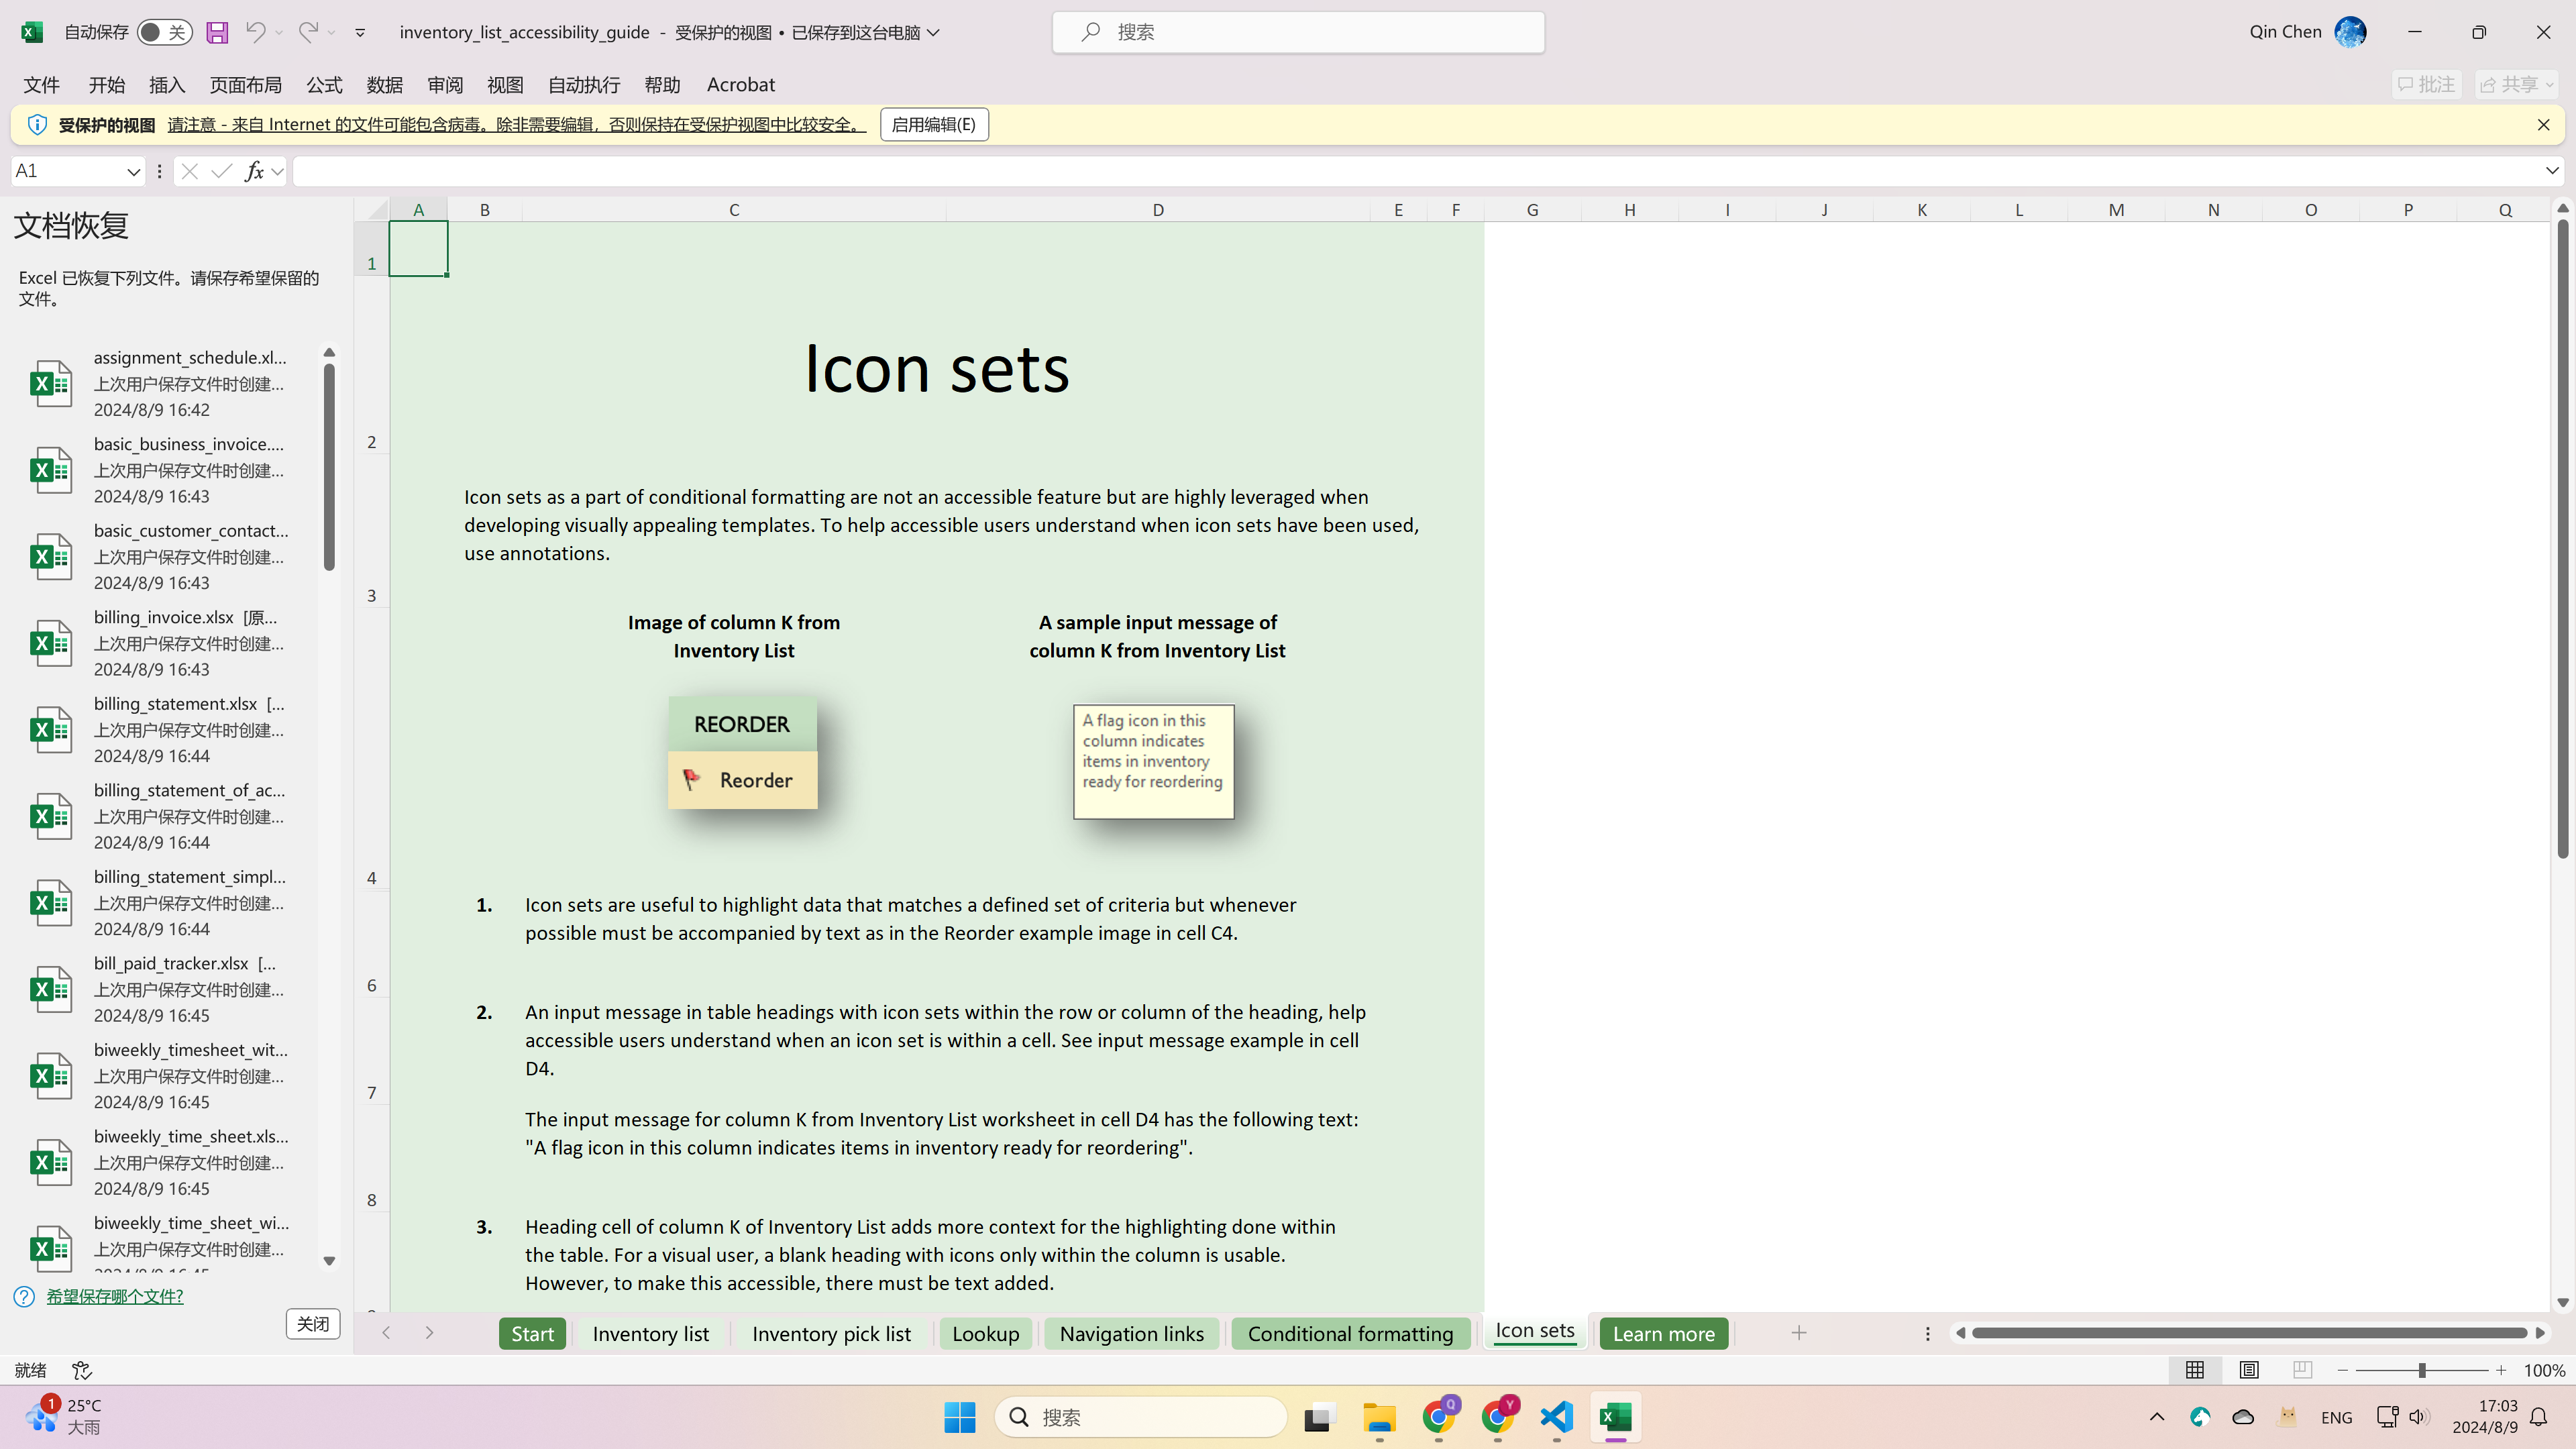 自动保存 关 inventory_list_accessibility_guide - 受保护的视图 • 已保存到这台电脑 搜索 Qin Chen
文件 开始 插入 页面布局 公式 数据 审阅 视图 自动执行 帮助 Acrobat 批注 共享
受保护的视图 请注意 - 来自 Internet 的文件可能包含病毒。除非需要编辑，否则保持在受保护视图中比较安全。 启用编辑(E)
A1 fx
文档恢复
Excel 已恢复下列文件。请保存希望保留的
文件。
assignment_schedule.xl...
上次用户保存文件时创建...
2024/8/9 16:42
basic_business_invoice....
上次用户保存文件时创建...
2024/8/9 16:43
basic_customer_contact...
上次用户保存文件时创建...
2024/8/9 16:43
billing_invoice.xlsx [原...
上次用户保存文件时创建...
2024/8/9 16:43
billing_statement.xlsx [...
上次用户保存文件时创建...
2024/8/9 16:44
billing_statement_of_ac...
上次用户保存文件时创建...
2024/8/9 16:44
billing_statement_simpl...
上次用户保存文件时创建...
2024/8/9 16:44
bill_paid_tracker.xlsx [...
上次用户保存文件时创建...
2024/8/9 16:45
biweekly_timesheet_wit...
上次用户保存文件时创建...
2024/8/9 16:45
biweekly_time_sheet.xls...
上次用户保存文件时创建...
2024/8/9 16:45
biweekly_time_sheet_wi...
上次用户保存文件时创建...
希望保存哪个文件?
关闭
A B C D E F G H I J K L M N O P Q
1
2
3
4
6
7
8
Icon sets
Icon sets as a part of conditional formatting are not an accessible feature but are highly leveraged when
developing visually appealing templates. To help accessible users understand when icon sets have been used,
use annotations.
Image of column K from
Inventory List
A sample input message of
column K from Inventory List
REORDER
Reorder
A flag icon in this
column indicates
items in inventory
ready for reordering
1. Icon sets are useful to highlight data that matches a defined set of criteria but whenever
possible must be accompanied by text as in the Reorder example image in cell C4.
2. An input message in table headings with icon sets within the row or column of the heading, help
accessible users understand when an icon set is within a cell. See input message example in cell
D4.
The input message for column K from Inventory List worksheet in cell D4 has the following text:
"A flag icon in this column indicates items in inventory ready for reordering".
3. Heading cell of column K of Inventory List adds more context for the highlighting done within
the table. For a visual user, a blank heading with icons only within the column is usable.
However, to make this accessible, there must be text added.
Start Inventory list Inventory pick list Lookup Navigation links Conditional formatting Icon sets Learn more
就绪 100%
1 25°C
大雨
搜索
Q Y
ENG
17:03
2024/8/9